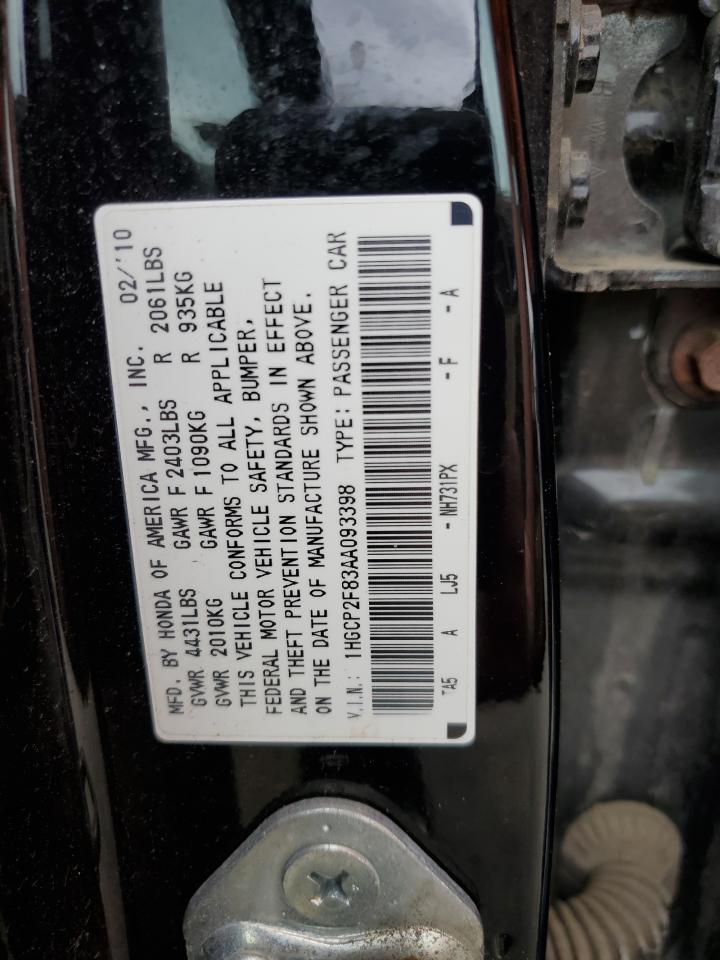 MFD. BY HONDA OF AMERICA MFG., INC. 02/'10
GVWR 4431LBS GAWR F 2403LBS R 2061LBS
GVWR 2010KG GAWR F 1090KG R 935KG
THIS VEHICLE CONFORMS TO ALL APPLICABLE
FEDERAL MOTOR VEHICLE SAFETY, BUMPER,
AND THEFT PREVENTION STANDARDS IN EFFECT
ON THE DATE OF MANUFACTURE SHOWN ABOVE.
V.I.N.: 1HGCP2F83AA093398 TYPE: PASSENGER CAR
TA5 A LJ5 - NH731PX - F - A